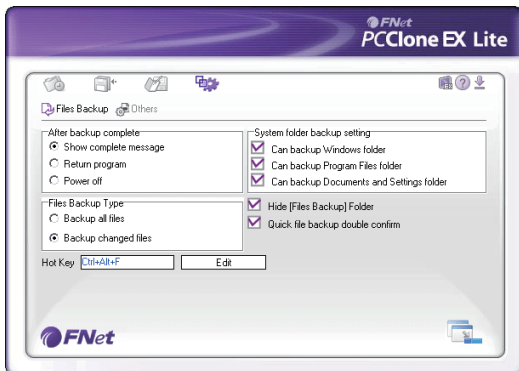 FNet
PCClone EX Lite
Files Backup Others
After backup complete
Show complete message
Return program
Power off
System folder backup setting
Can backup Windows folder
Can backup Program Files folder
Can backup Documents and Settings folder
Files Backup Type
Backup all files
Backup changed files
Hide [Files Backup] Folder
Quick file backup double confirm
Hot Key Ctrl+Alt+F Edit
FNet